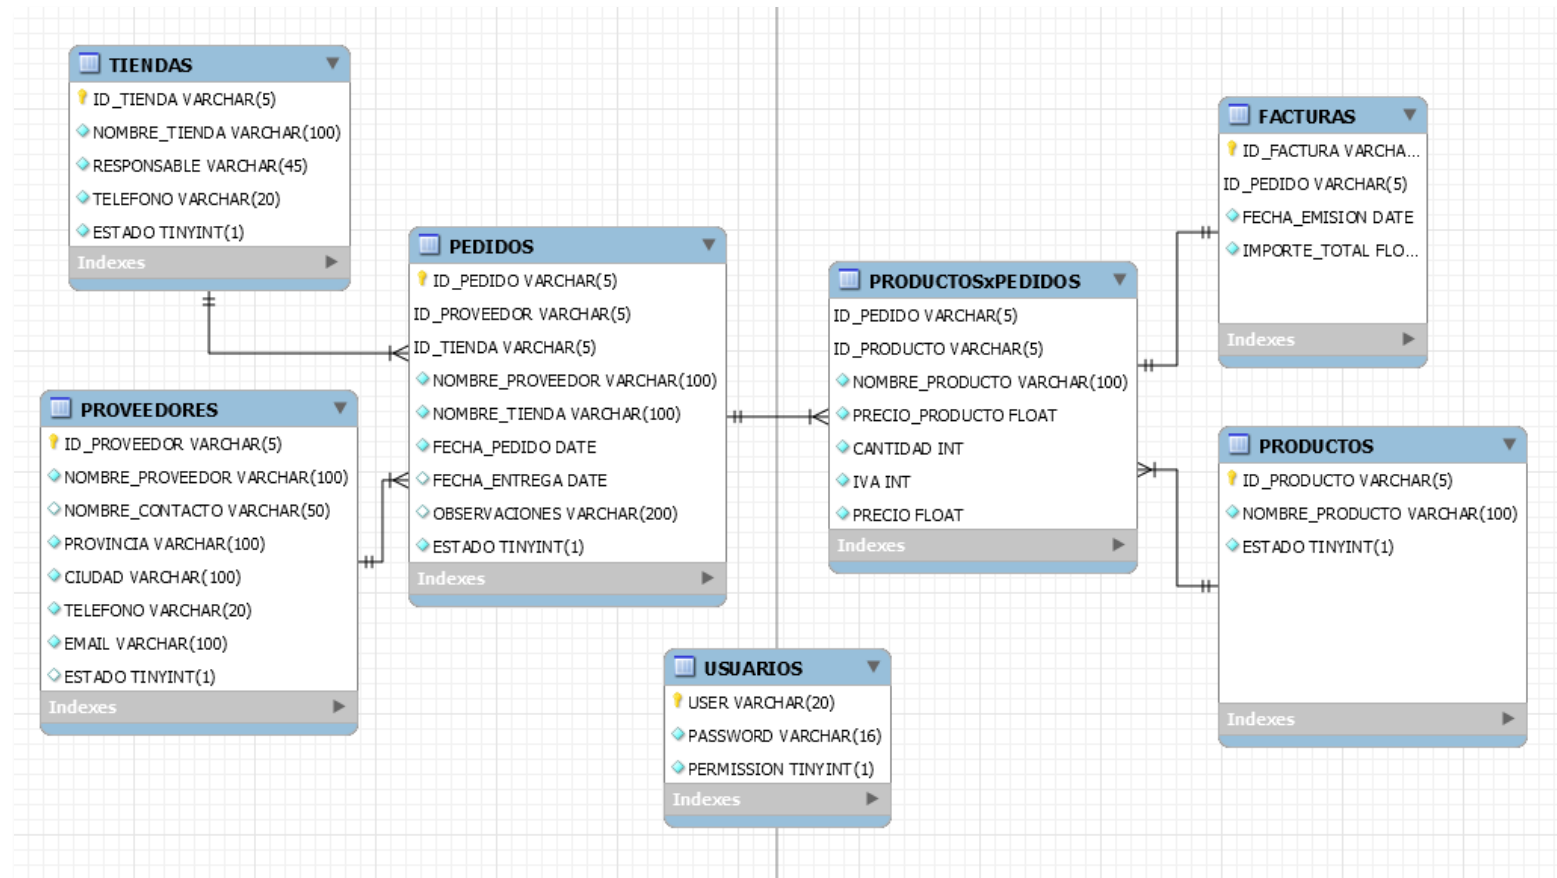 TIENDAS
ID_TIENDA VARCHAR(5)
NOMBRE_TIENDA VARCHAR(100)
RESPONSABLE VARCHAR(45)
TELEFONO VARCHAR(20)
ESTADO TINYINT(1)
Indexes
PROVEEDORES
ID_PROVEEDOR VARCHAR(5)
NOMBRE_PROVEEDOR VARCHAR(100)
NOMBRE_CONTACTO VARCHAR(50)
PROVINCIA VARCHAR(100)
CIUDAD VARCHAR(100)
TELEFONO VARCHAR(20)
EMAIL VARCHAR(100)
ESTADO TINYINT(1)
Indexes
PEDIDOS
ID_PEDIDO VARCHAR(5)
ID_PROVEEDOR VARCHAR(5)
ID_TIENDA VARCHAR(5)
NOMBRE_PROVEEDOR VARCHAR(100)
NOMBRE_TIENDA VARCHAR(100)
FECHA_PEDIDO DATE
FECHA_ENTREGA DATE
OBSERVACIONES VARCHAR(200)
ESTADO TINYINT(1)
Indexes
USUARIOS
USER VARCHAR(20)
PASSWORD VARCHAR(16)
PERMISSION TINYINT(1)
Indexes
PRODUCTOSxPEDIDOS
ID_PEDIDO VARCHAR(5)
ID_PRODUCTO VARCHAR(5)
NOMBRE_PRODUCTO VARCHAR(100)
PRECIO_PRODUCTO FLOAT
CANTIDAD INT
IVA INT
PRECIO FLOAT
Indexes
FACTURAS
ID_FACTURA VARCHA...
ID_PEDIDO VARCHAR(5)
FECHA_EMISION DATE
IMPORTE_TOTAL FLO...
Indexes
PRODUCTOS
ID_PRODUCTO VARCHAR(5)
NOMBRE_PRODUCTO VARCHAR(100)
ESTADO TINYINT(1)
Indexes